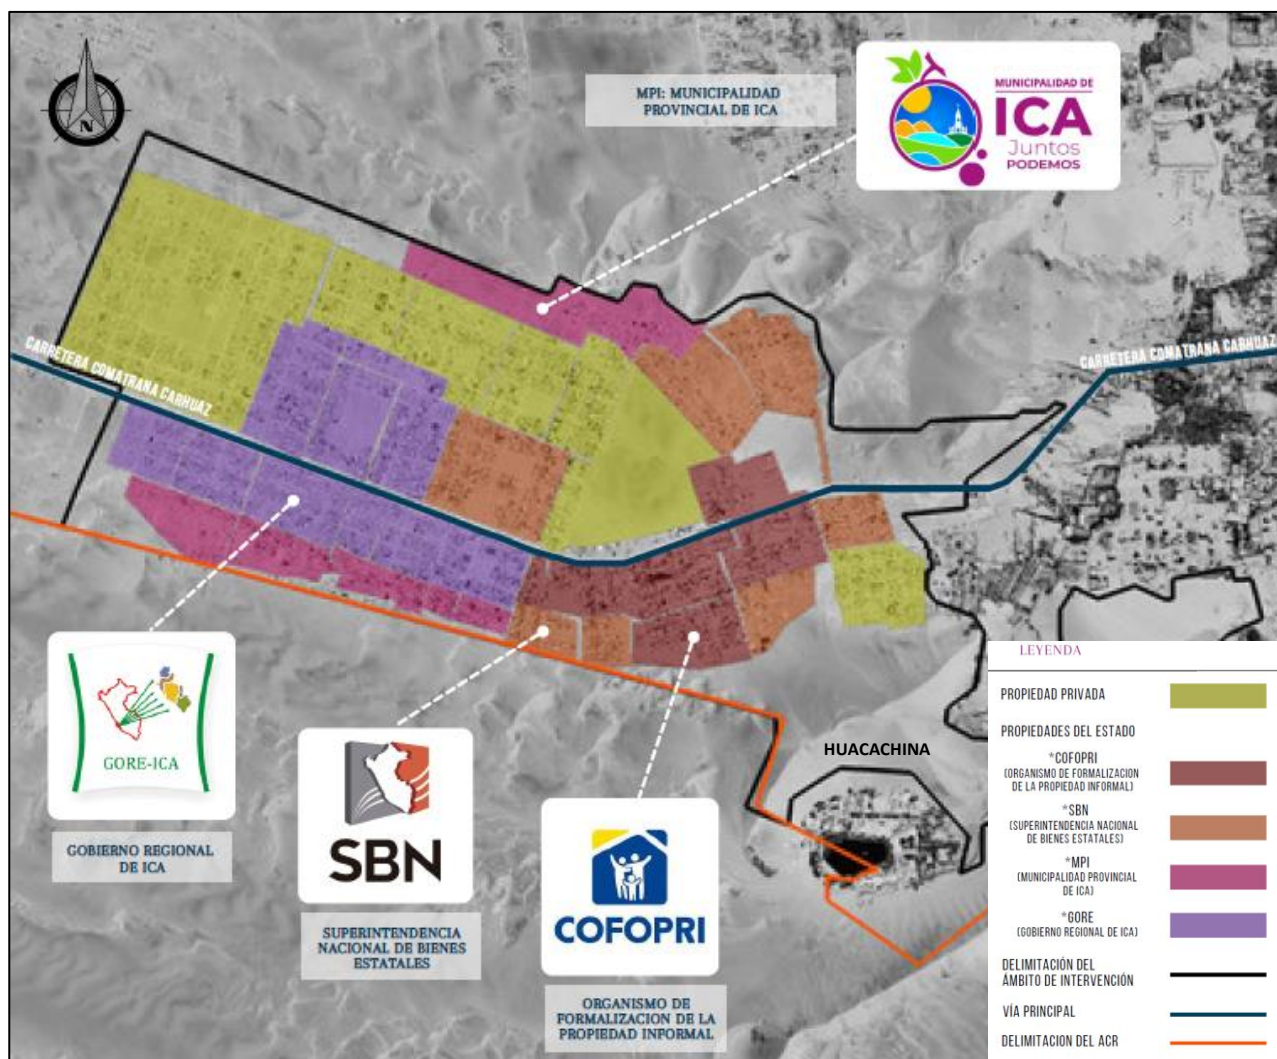 MPI: MUNICIPALIDAD
PROVINCIAL DE ICA
MUNICIPALIDAD DE
ICA
Juntos
PODEMOS
N
CARRETERA COMATRANA CARHUAZ
CARRETERA COMATRANA CARHUAZ
GORE-ICA
GOBIERNO REGIONAL
DE ICA
SBN
SUPERINTENDENCIA
NACIONAL DE BIENES
ESTATALES
COFOPRI
ORGANISMO DE
FORMALIZACION DE LA
PROPIEDAD INFORMAL
HUACACHINA
LEYENDA
PROPIEDAD PRIVADA
PROPIEDADES DEL ESTADO
*COFOPRI
(ORGANISMO DE FORMALIZACION
DE LA PROPIEDAD INFORMAL)
*SBN
(SUPERINTENDENCIA NACIONAL
DE BIENES ESTATALES)
*MPI
(MUNICIPALIDAD PROVINCIAL
DE ICA)
*GORE
(GOBIERNO REGIONAL DE ICA)
DELIMITACIÓN DEL
ÁMBITO DE INTERVENCIÓN
VÍA PRINCIPAL
DELIMITACION DEL ACR